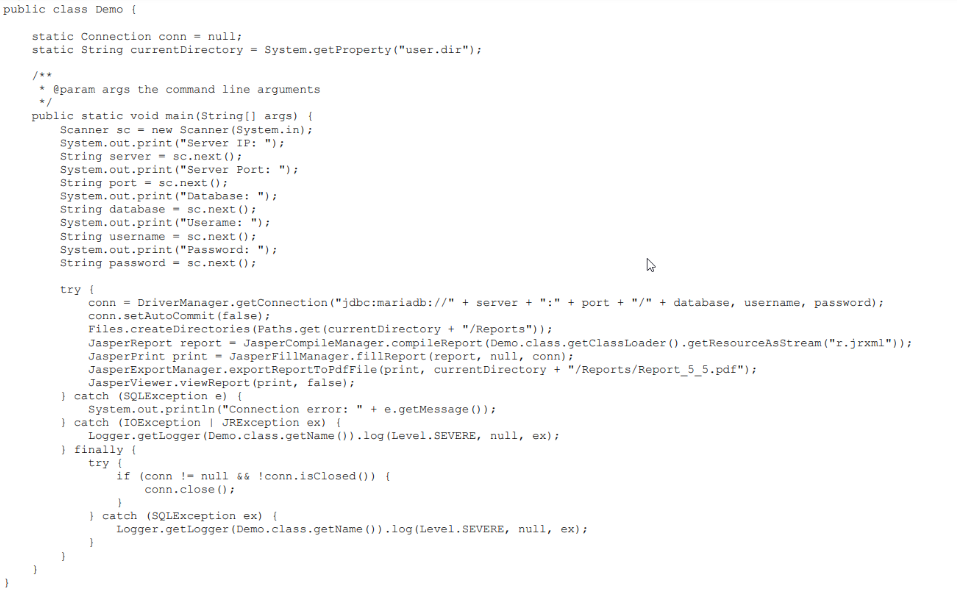 public class Demo {
    static Connection conn = null;
    static String currentDirectory = System.getProperty("user.dir");
    /**
     * @param args the command line arguments
     */
    public static void main(String[] args) {
        Scanner sc = new Scanner(System.in);
        System.out.print("Server IP: ");
        String server = sc.next();
        System.out.print("Server Port: ");
        String port = sc.next();
        System.out.print("Database: ");
        String database = sc.next();
        System.out.print("Userame: ");
        String username = sc.next();
        System.out.print("Password: ");
        String password = sc.next();
        try {
            conn = DriverManager.getConnection("jdbc:mariadb://" + server + ":" + port + "/" + database, username, password);
            conn.setAutoCommit(false);
            Files.createDirectories(Paths.get(currentDirectory + "/Reports"));
            JasperReport report = JasperCompileManager.compileReport(Demo.class.getClassLoader().getResourceAsStream("r.jrxml"));
            JasperPrint print = JasperFillManager.fillReport(report, null, conn);
            JasperExportManager.exportReportToPdfFile(print, currentDirectory + "/Reports/Report_5_5.pdf");
            JasperViewer.viewReport(print, false);
        } catch (SQLException e) {
            System.out.println("Connection error: " + e.getMessage());
        } catch (IOException | JRException ex) {
            Logger.getLogger(Demo.class.getName()).log(Level.SEVERE, null, ex);
        } finally {
            try {
                if (conn != null && !conn.isClosed()) {
                    conn.close();
                }
            } catch (SQLException ex) {
                Logger.getLogger(Demo.class.getName()).log(Level.SEVERE, null, ex);
            }
        }
    }
}